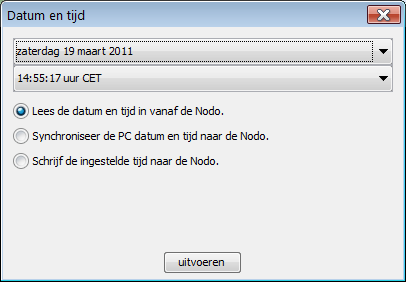 Datum en tijd
zaterdag 19 maart 2011
14:55:17 uur CET
Lees de datum en tijd in vanaf de Nodo.
Synchroniseer de PC datum en tijd naar de Nodo.
Schrijf de ingestelde tijd naar de Nodo.
uitvoeren